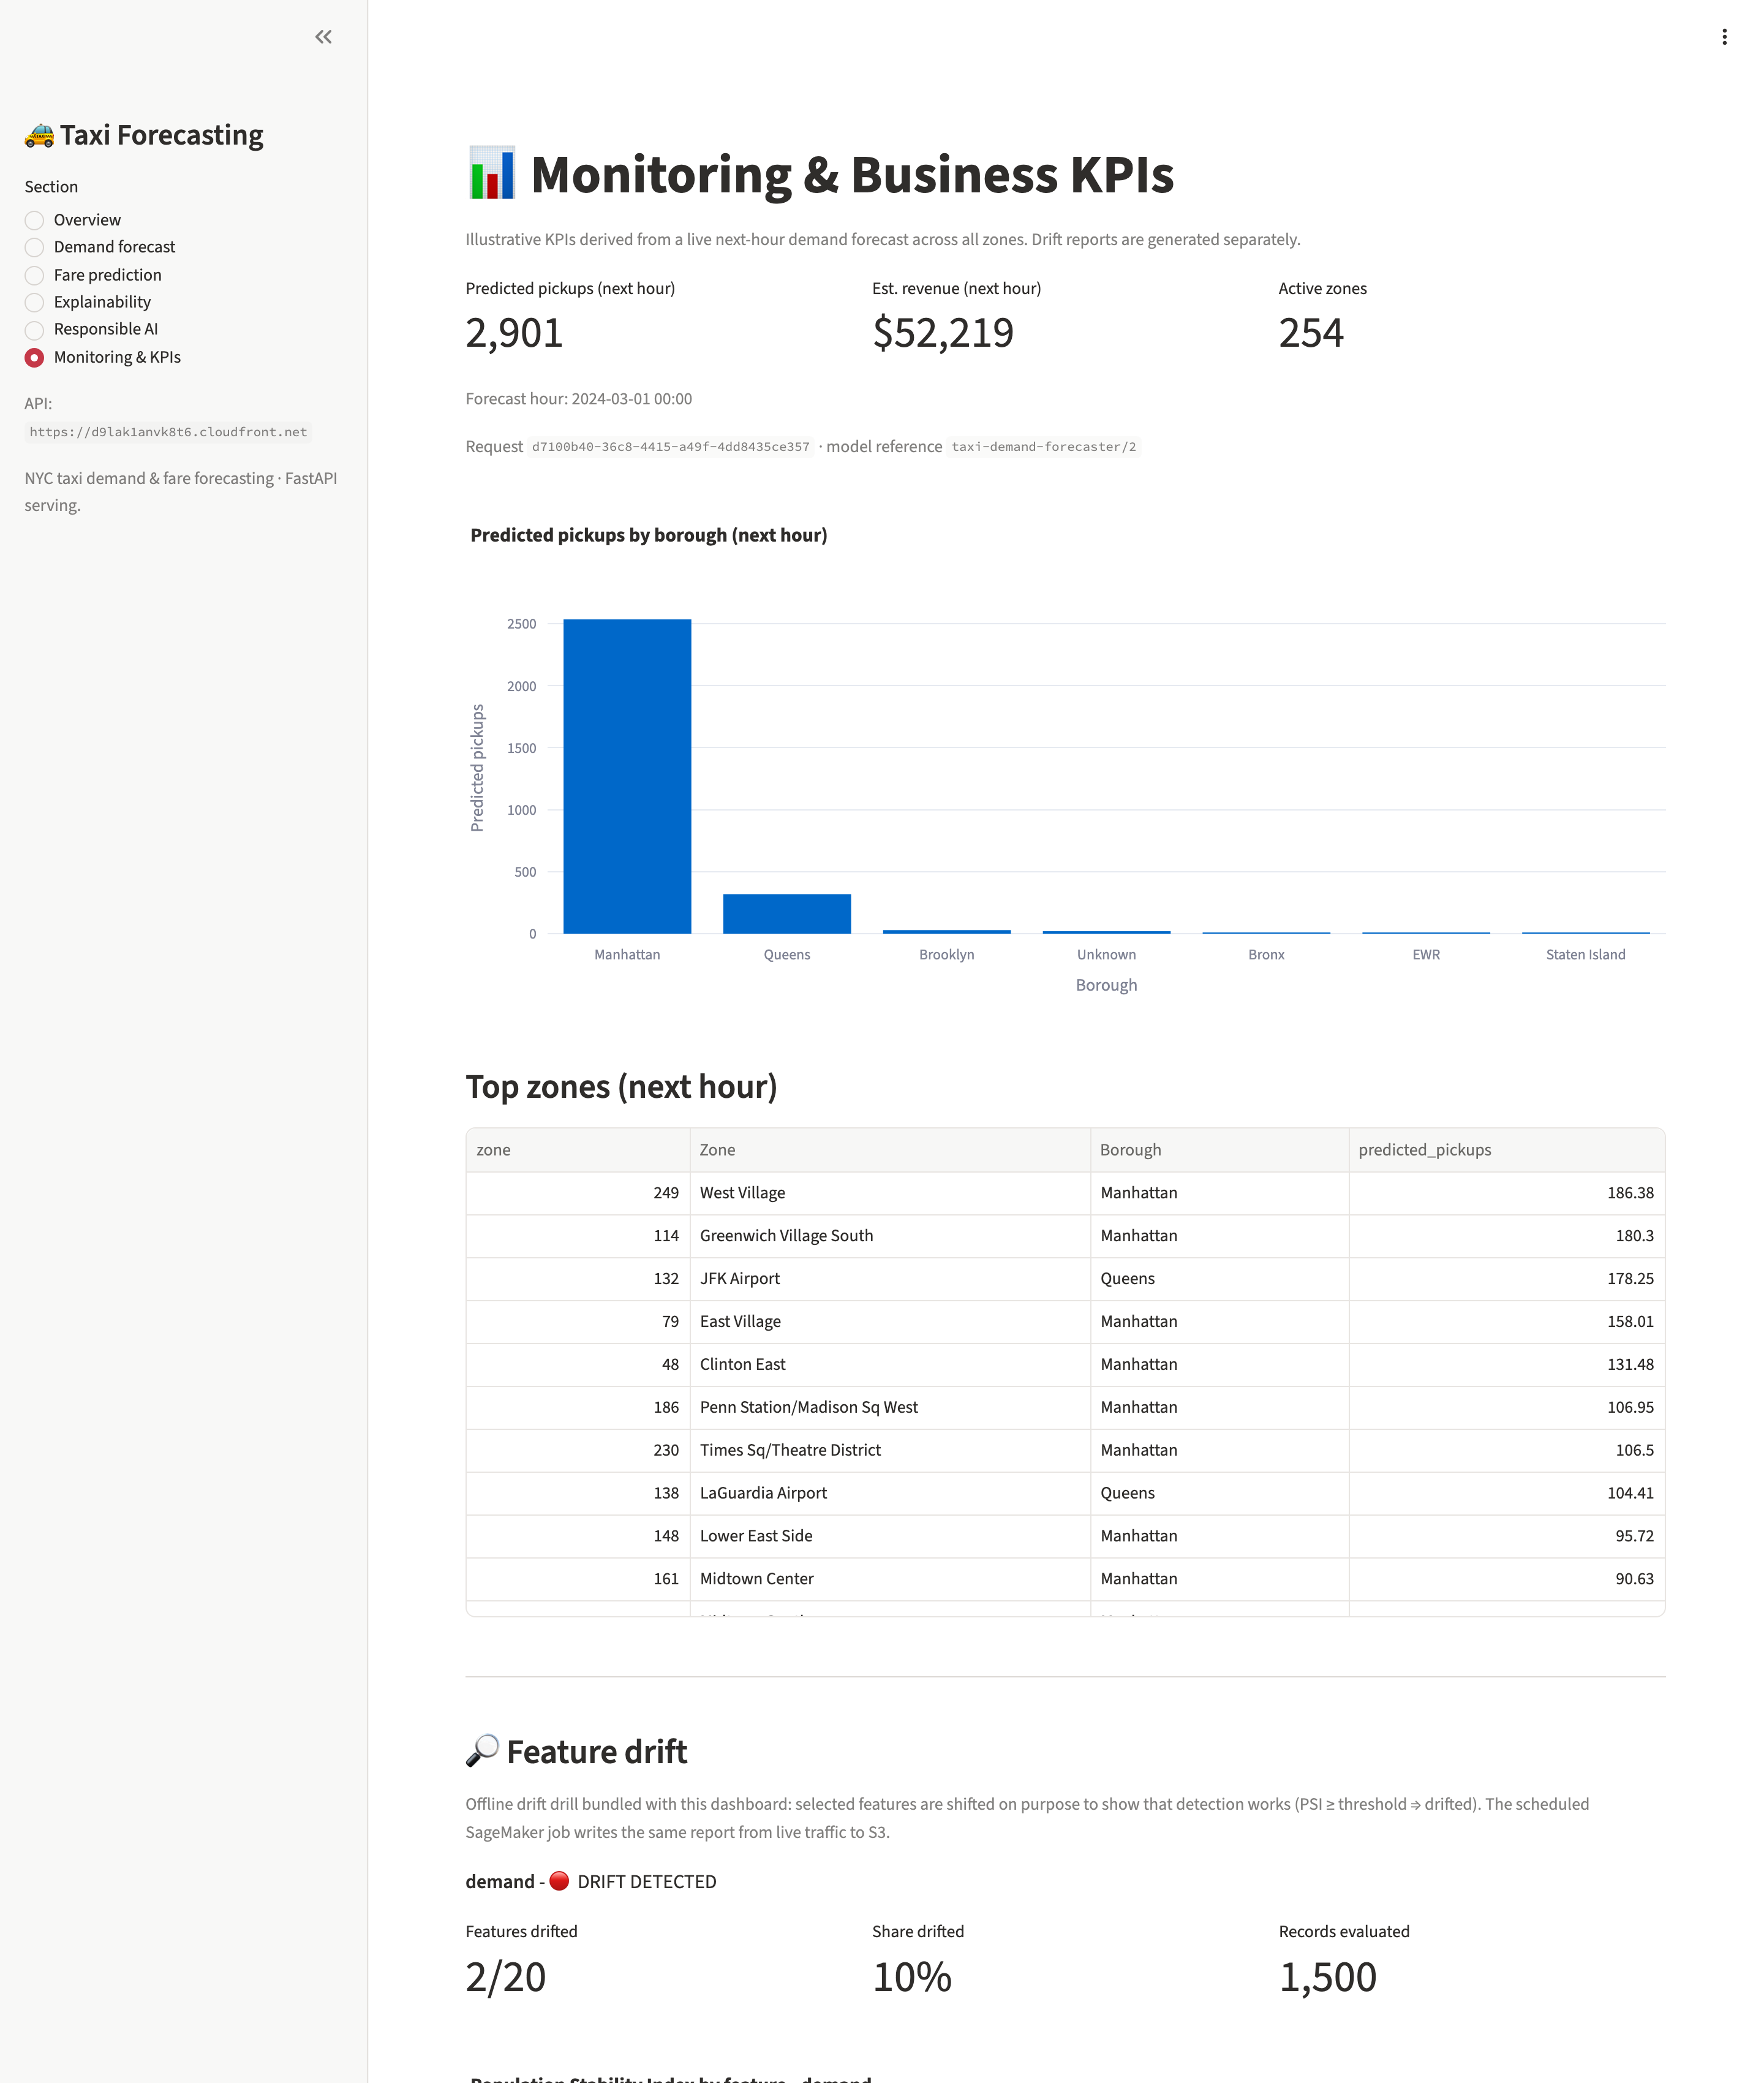 Taxi Forecasting
Section
Overview
Demand forecast
Fare prediction
Explainability
Responsible AI
Monitoring & KPIs
API:
https://d9lak1anvk8t6.cloudfront.net
NYC taxi demand & fare forecasting · FastAPI
serving.
Monitoring & Business KPIs
Illustrative KPIs derived from a live next-hour demand forecast across all zones. Drift reports are generated separately.
Predicted pickups (next hour) Est. revenue (next hour) Active zones
2,901 $52,219 254
Forecast hour: 2024-03-01 00:00
Request d7100b40-36c8-4415-a49f-4dd8435ce357 · model reference taxi-demand-forecaster/2
Predicted pickups by borough (next hour)
Predicted pickups
2500
2000
1500
1000
500
0
Manhattan Queens Brooklyn Unknown Bronx EWR Staten Island
Borough
Top zones (next hour)
zone Zone Borough predicted_pickups
249 West Village Manhattan 186.38
114 Greenwich Village South Manhattan 180.3
132 JFK Airport Queens 178.25
79 East Village Manhattan 158.01
48 Clinton East Manhattan 131.48
186 Penn Station/Madison Sq West Manhattan 106.95
230 Times Sq/Theatre District Manhattan 106.5
138 LaGuardia Airport Queens 104.41
148 Lower East Side Manhattan 95.72
161 Midtown Center Manhattan 90.63
Feature drift
Offline drift drill bundled with this dashboard: selected features are shifted on purpose to show that detection works (PSI ≥ threshold ⇒ drifted). The scheduled
SageMaker job writes the same report from live traffic to S3.
demand - DRIFT DETECTED
Features drifted Share drifted Records evaluated
2/20 10% 1,500
Population Stability Index by feature - demand